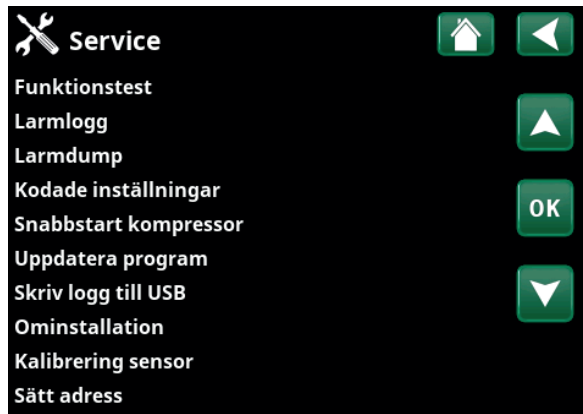 Service
Funktionstest
Larmlogg
Larmdump
Kodade inställningar
OK
Snabbstart kompressor
Uppdatera program
Skriv logg till USB
Ominstallation
Kalibrering sensor
Sätt adress